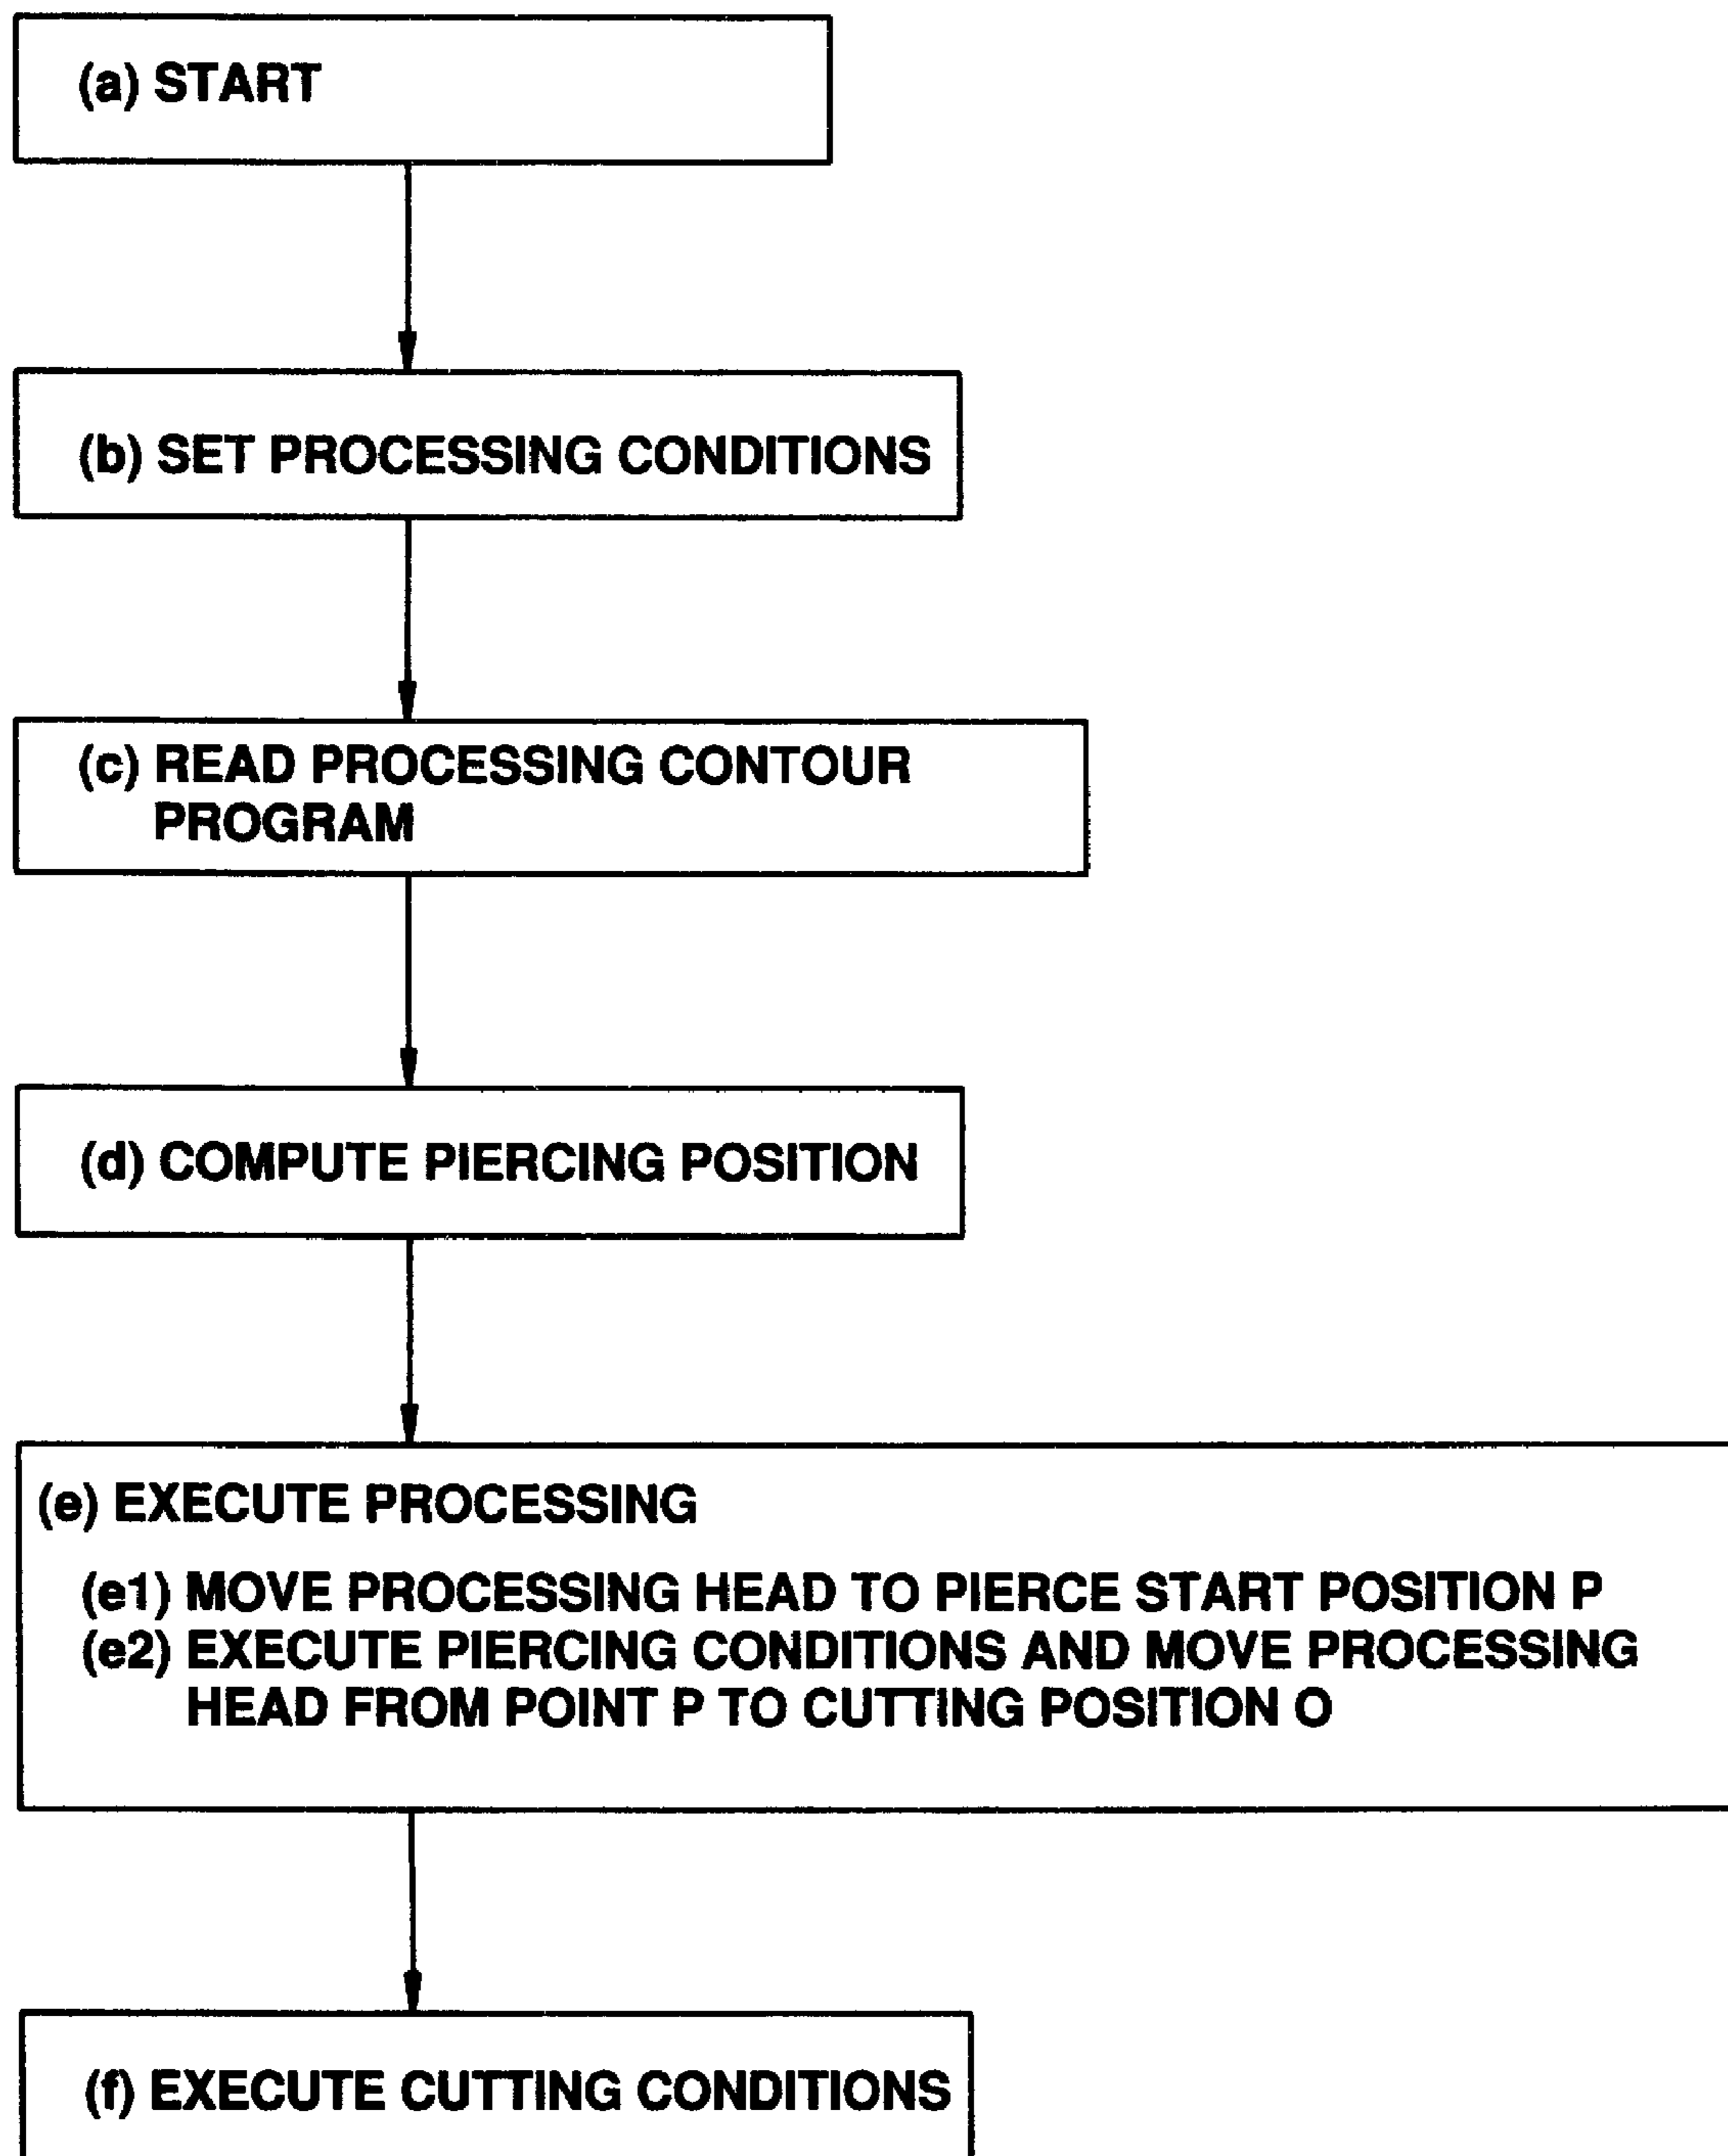 (a) START
(b) SET PROCESSING CONDITIONS
(c) READ PROCESSING CONTOUR
PROGRAM
(d) COMPUTE PIERCING POSITION
(e) EXECUTE PROCESSING
(e1) MOVE PROCESSING HEAD TO PIERCE START POSITION P
(e2) EXECUTE PIERCING CONDITIONS AND MOVE PROCESSING
HEAD FROM POINT P TO CUTTING POSITION O
(f) EXECUTE CUTTING CONDITIONS